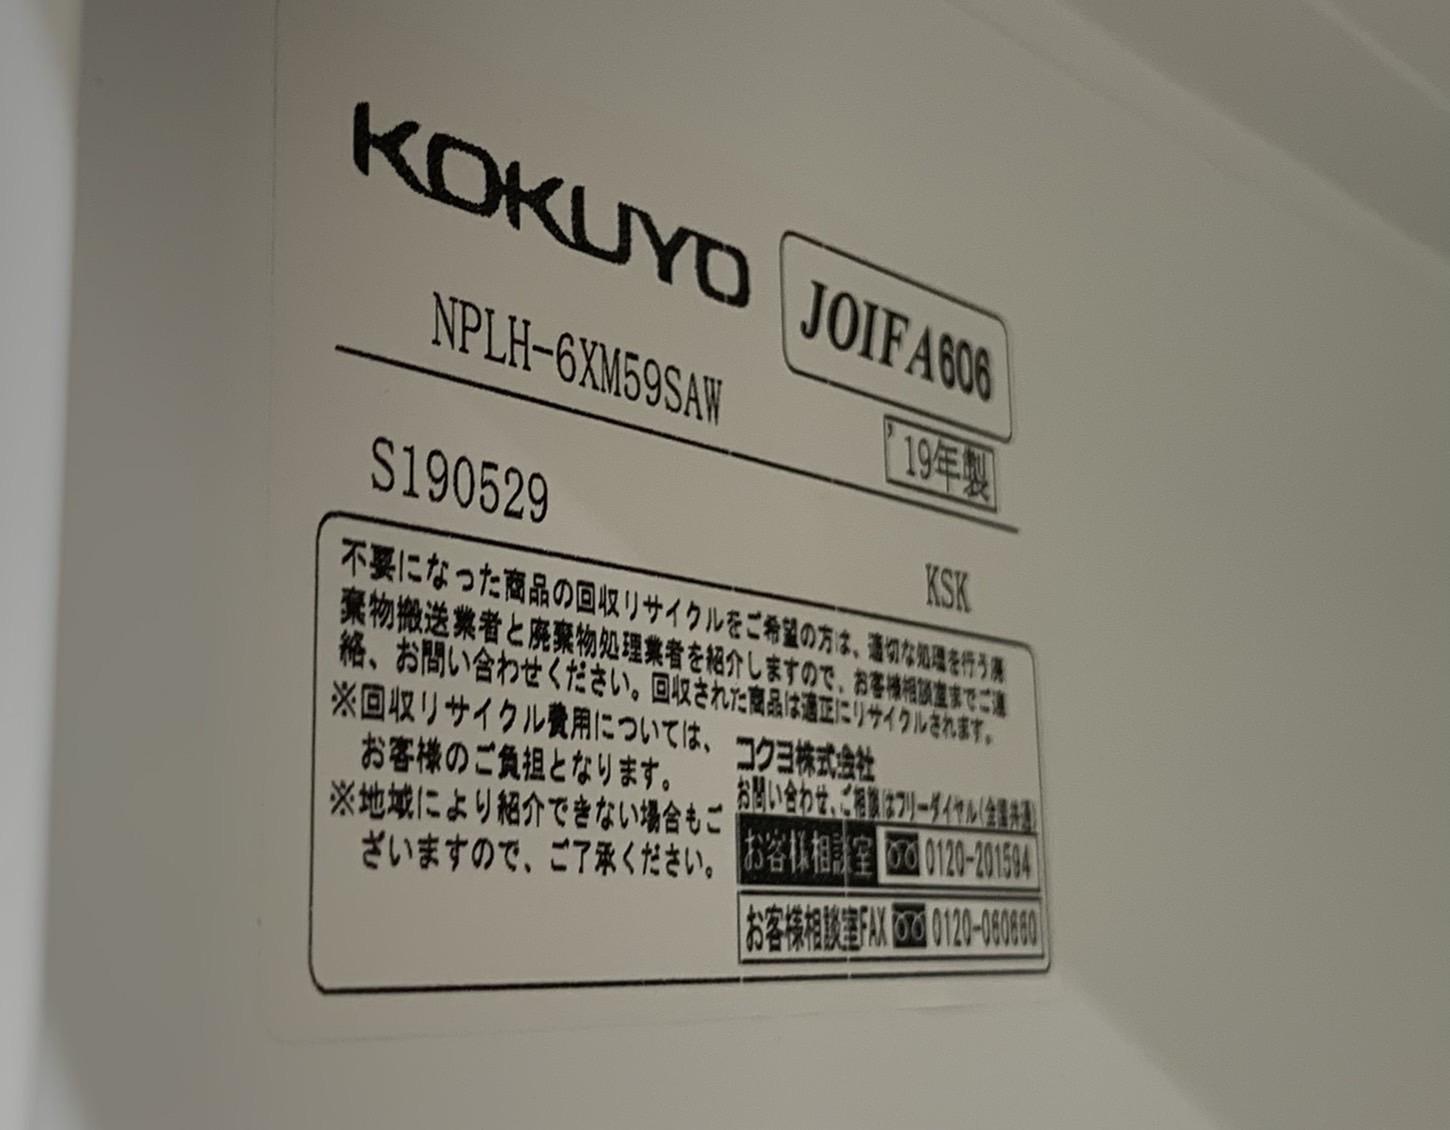 KOKUYO
JOIFA606
NPLH-6XM59SAW
'19年製
S190529
KSK
不要になった商品の回収リサイクルをご希望の方は、適切な処理を行う廃
棄物搬送業者と廃棄物処理業者を紹介しますので、お客様相談室までご連
絡、お問い合わせください。回収された商品は適正にリサイクルされます。
※回収リサイクル費用については、
お客様のご負担となります。
※地域により紹介できない場合もご
ざいますので、ご了承ください。
コクヨ株式会社
お問い合わせ、ご相談はフリーダイヤル(全国共通)
お客様相談室 0120-201594
お客様相談室FAX 0120-060660